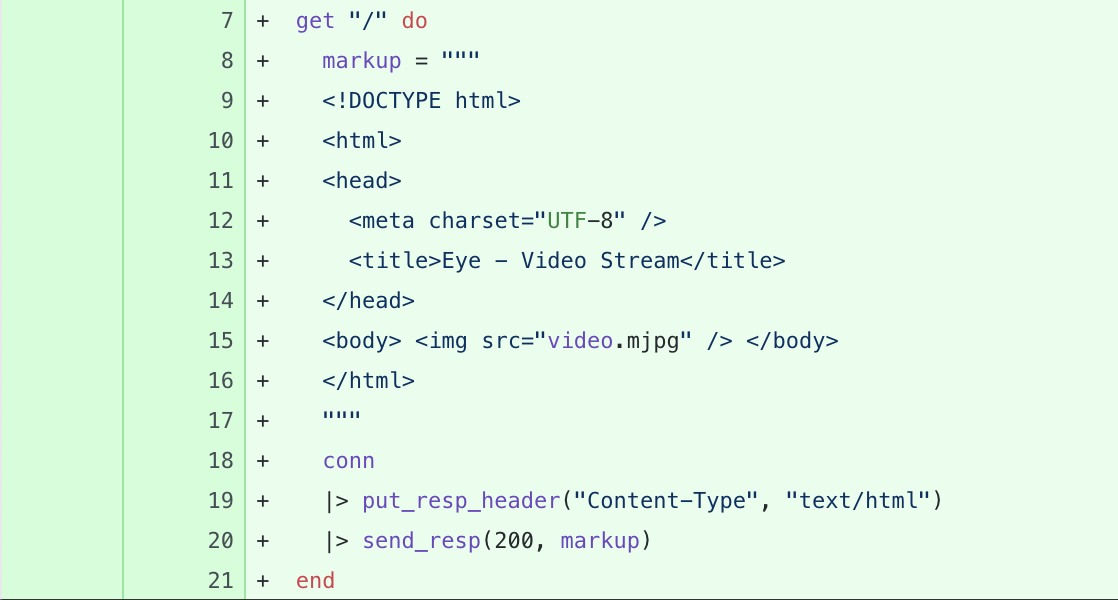 7 + get "/" do
8 + markup = """
9 + <!DOCTYPE html>
10 + <html>
11 + <head>
12 + <meta charset="UTF-8" />
13 + <title>Eye - Video Stream</title>
14 + </head>
15 + <body> <img src="video.mjpg" /> </body>
16 + </html>
17 + """
18 + conn
19 + |> put_resp_header("Content-Type", "text/html")
20 + |> send_resp(200, markup)
21 + end